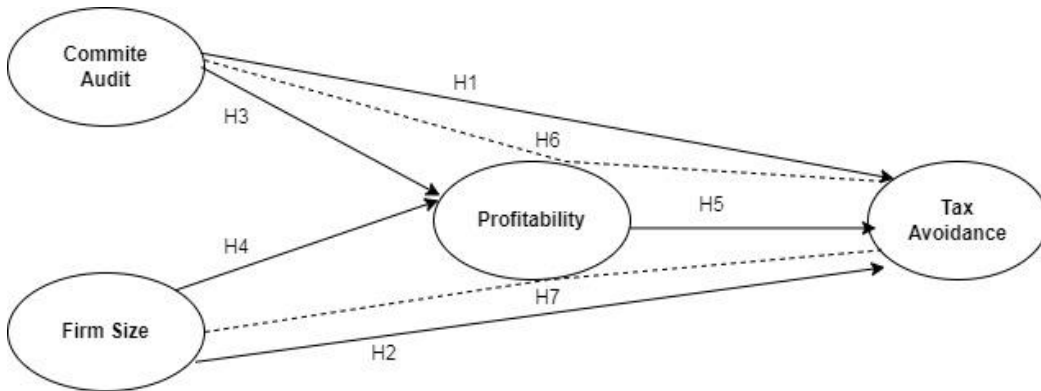 Commite
Audit
H1
H3
H6
Profitability
H5
Tax
Avoidance
H4
H7
Firm Size
H2